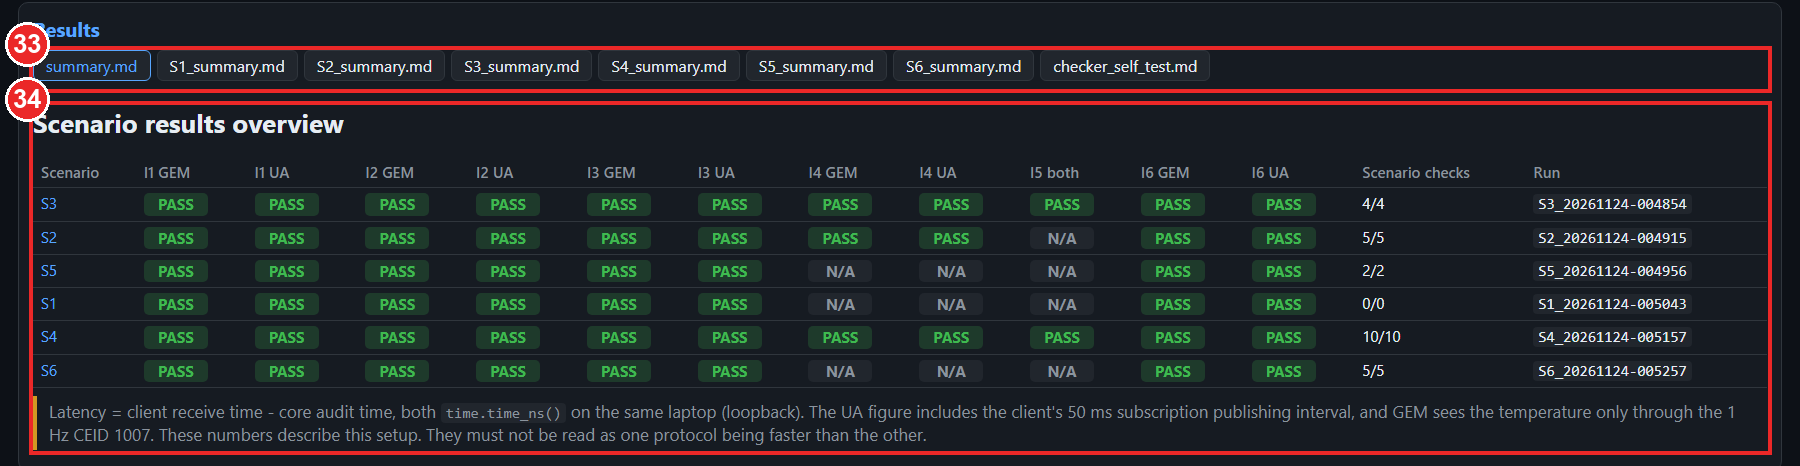 Results
33
summary.md S1_summary.md S2_summary.md S3_summary.md S4_summary.md S5_summary.md S6_summary.md checker_self_test.md
34
Scenario results overview
Scenario I1 GEM I1 UA I2 GEM I2 UA I3 GEM I3 UA I4 GEM I4 UA I5 both I6 GEM I6 UA Scenario checks Run
S3 PASS PASS PASS PASS PASS PASS PASS PASS PASS PASS PASS 4/4 S3_20261124-004854
S2 PASS PASS PASS PASS PASS PASS PASS PASS N/A PASS PASS 5/5 S2_20261124-004915
S5 PASS PASS PASS PASS PASS PASS N/A N/A N/A PASS PASS 2/2 S5_20261124-004956
S1 PASS PASS PASS PASS PASS PASS N/A N/A N/A PASS PASS 0/0 S1_20261124-005043
S4 PASS PASS PASS PASS PASS PASS PASS PASS PASS PASS PASS 10/10 S4_20261124-005157
S6 PASS PASS PASS PASS PASS PASS N/A N/A N/A PASS PASS 5/5 S6_20261124-005257
Latency = client receive time - core audit time, both time.time_ns() on the same laptop (loopback). The UA figure includes the client's 50 ms subscription publishing interval, and GEM sees the temperature only through the 1
Hz CEID 1007. These numbers describe this setup. They must not be read as one protocol being faster than the other.